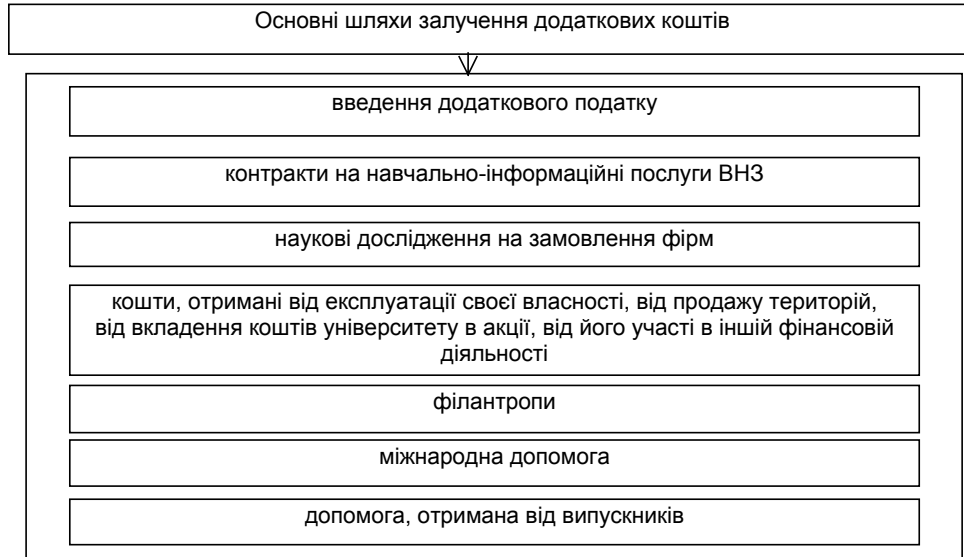 Основні шляхи залучення додаткових коштів
введення додаткового податку
контракти на навчально-інформаційні послуги ВНЗ
наукові дослідження на замовлення фірм
кошти, отримані від експлуатації своєї власності, від продажу територій,
від вкладення коштів університету в акції, від його участі в іншій фінансовій
діяльності
філантропи
міжнародна допомога
допомога, отримана від випускників